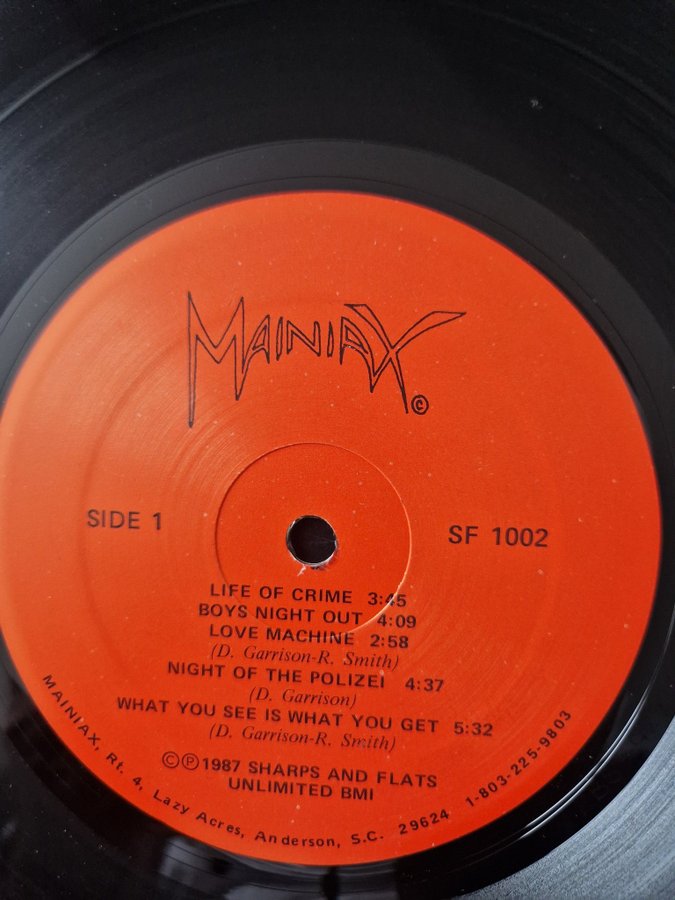 MAINIAX ©
SIDE 1
SF 1002
LIFE OF CRIME 3:45
BOYS NIGHT OUT 4:09
LOVE MACHINE 2:58
(D. Garrison-R. Smith)
NIGHT OF THE POLIZEI 4:37
(D. Garrison)
WHAT YOU SEE IS WHAT YOU GET 5:32
(D. Garrison-R. Smith)
©℗1987 SHARPS AND FLATS
UNLIMITED BMI
MAINIAX, Rt. 4, Lazy Acres, Anderson, S.C. 29624 1-803-225-9803